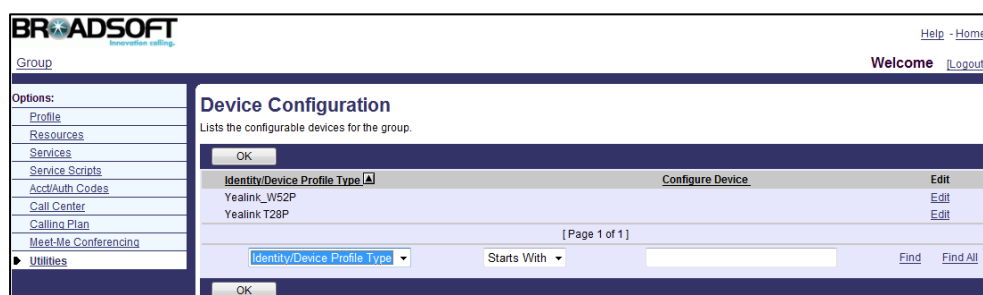 BROADSOFT
Innovation calling.
Help - Home
Group
Welcome [Logout
Options:
Profile
Resources
Services
Service Scripts
Acct/Auth Codes
Call Center
Calling Plan
Meet-Me Conferencing
Utilities
Device Configuration
Lists the configurable devices for the group.
OK
Identity/Device Profile Type Configure Device Edit
Yealink_W52P Edit
Yealink T28P Edit
[ Page 1 of 1 ]
Identity/Device Profile Type Starts With Find Find All
OK